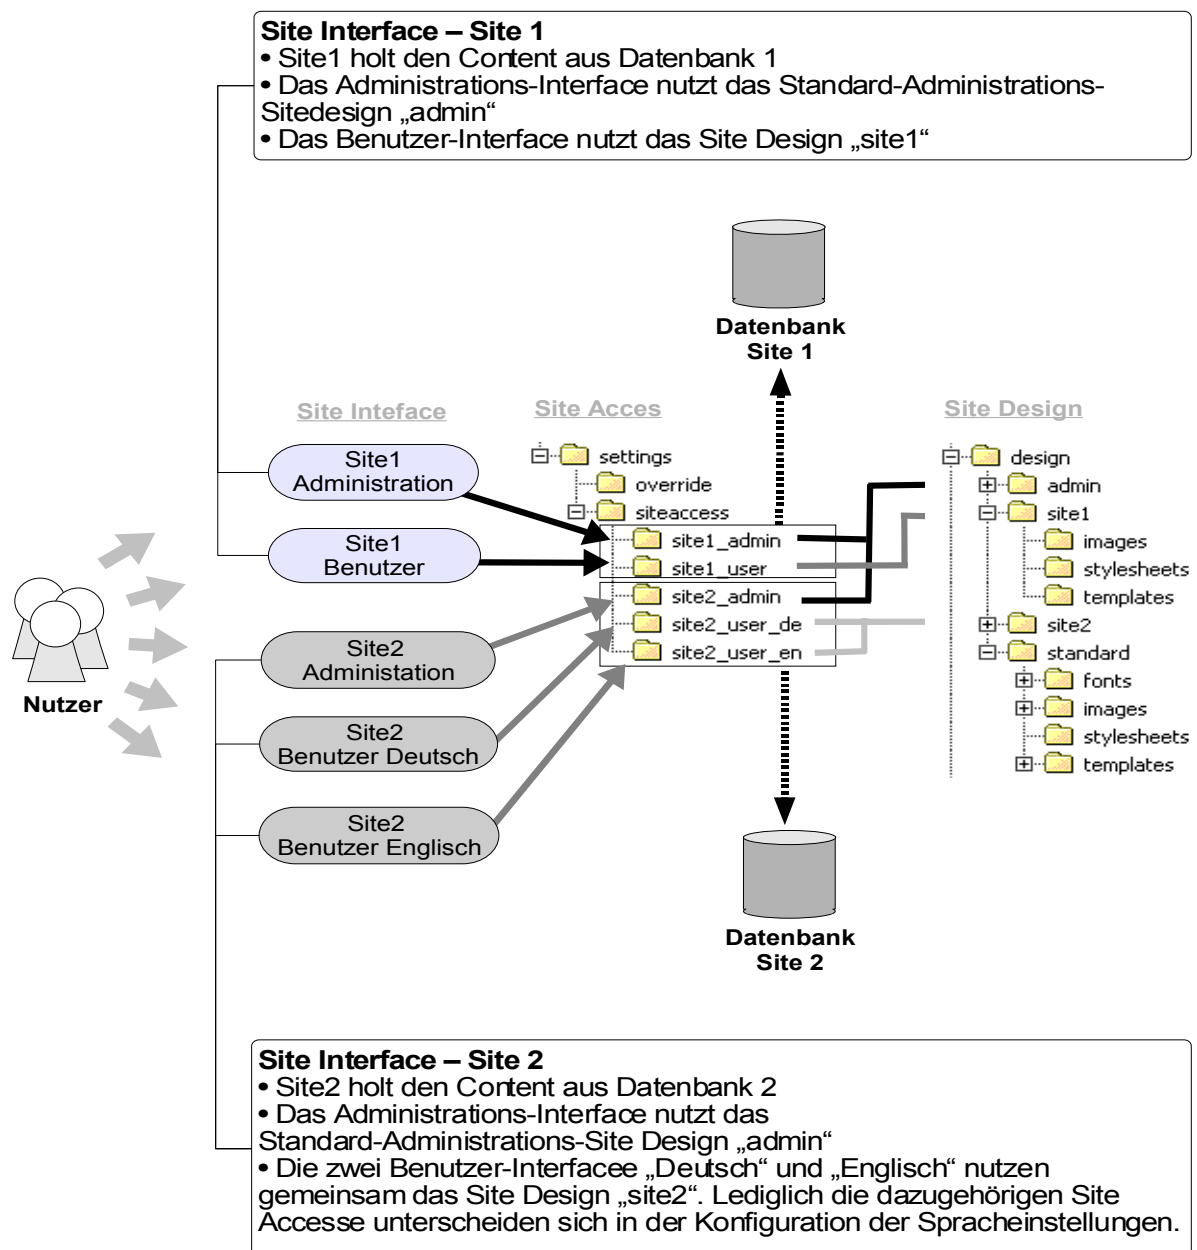 Site Interface – Site 1
• Site1 holt den Content aus Datenbank 1
• Das Administrations-Interface nutzt das Standard-Administrations-
Sitedesign „admin“
• Das Benutzer-Interface nutzt das Site Design „site1“
Datenbank
Site 1
Site Inteface
Site Acces
Site Design
Site1
Administration
Site1
Benutzer
Site2
Administation
Site2
Benutzer Deutsch
Site2
Benutzer Englisch
Nutzer
settings
override
siteaccess
site1_admin
site1_user
site2_admin
site2_user_de
site2_user_en
design
admin
site1
images
stylesheets
templates
site2
standard
fonts
images
stylesheets
templates
Datenbank
Site 2
Site Interface – Site 2
• Site2 holt den Content aus Datenbank 2
• Das Administrations-Interface nutzt das
Standard-Administrations-Site Design „admin“
• Die zwei Benutzer-Interfacee „Deutsch“ und „Englisch“ nutzen
gemeinsam das Site Design „site2“. Lediglich die dazugehörigen Site
Accesse unterscheiden sich in der Konfiguration der Spracheinstellungen.